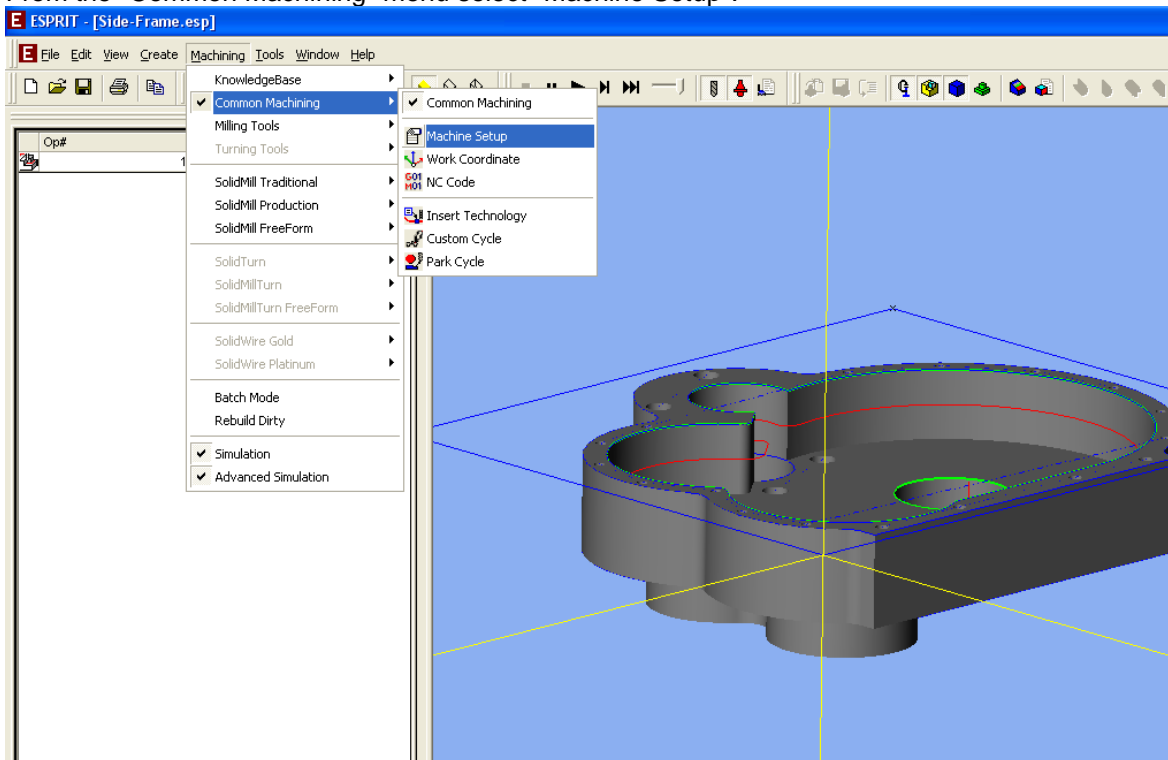 From the "Common Machining" menu select "Machine Setup".
ESPRIT - [Side-Frame.esp]
File Edit View Create Machining Tools Window Help
KnowledgeBase
Common Machining
Milling Tools
Turning Tools
SolidMill Traditional
SolidMill Production
SolidMill FreeForm
SolidTurn
SolidMillTurn
SolidMillTurn FreeForm
SolidWire Gold
SolidWire Platinum
Batch Mode
Rebuild Dirty
Simulation
Advanced Simulation
Common Machining
Machine Setup
Work Coordinate
NC Code
Insert Technology
Custom Cycle
Park Cycle
Op#
1